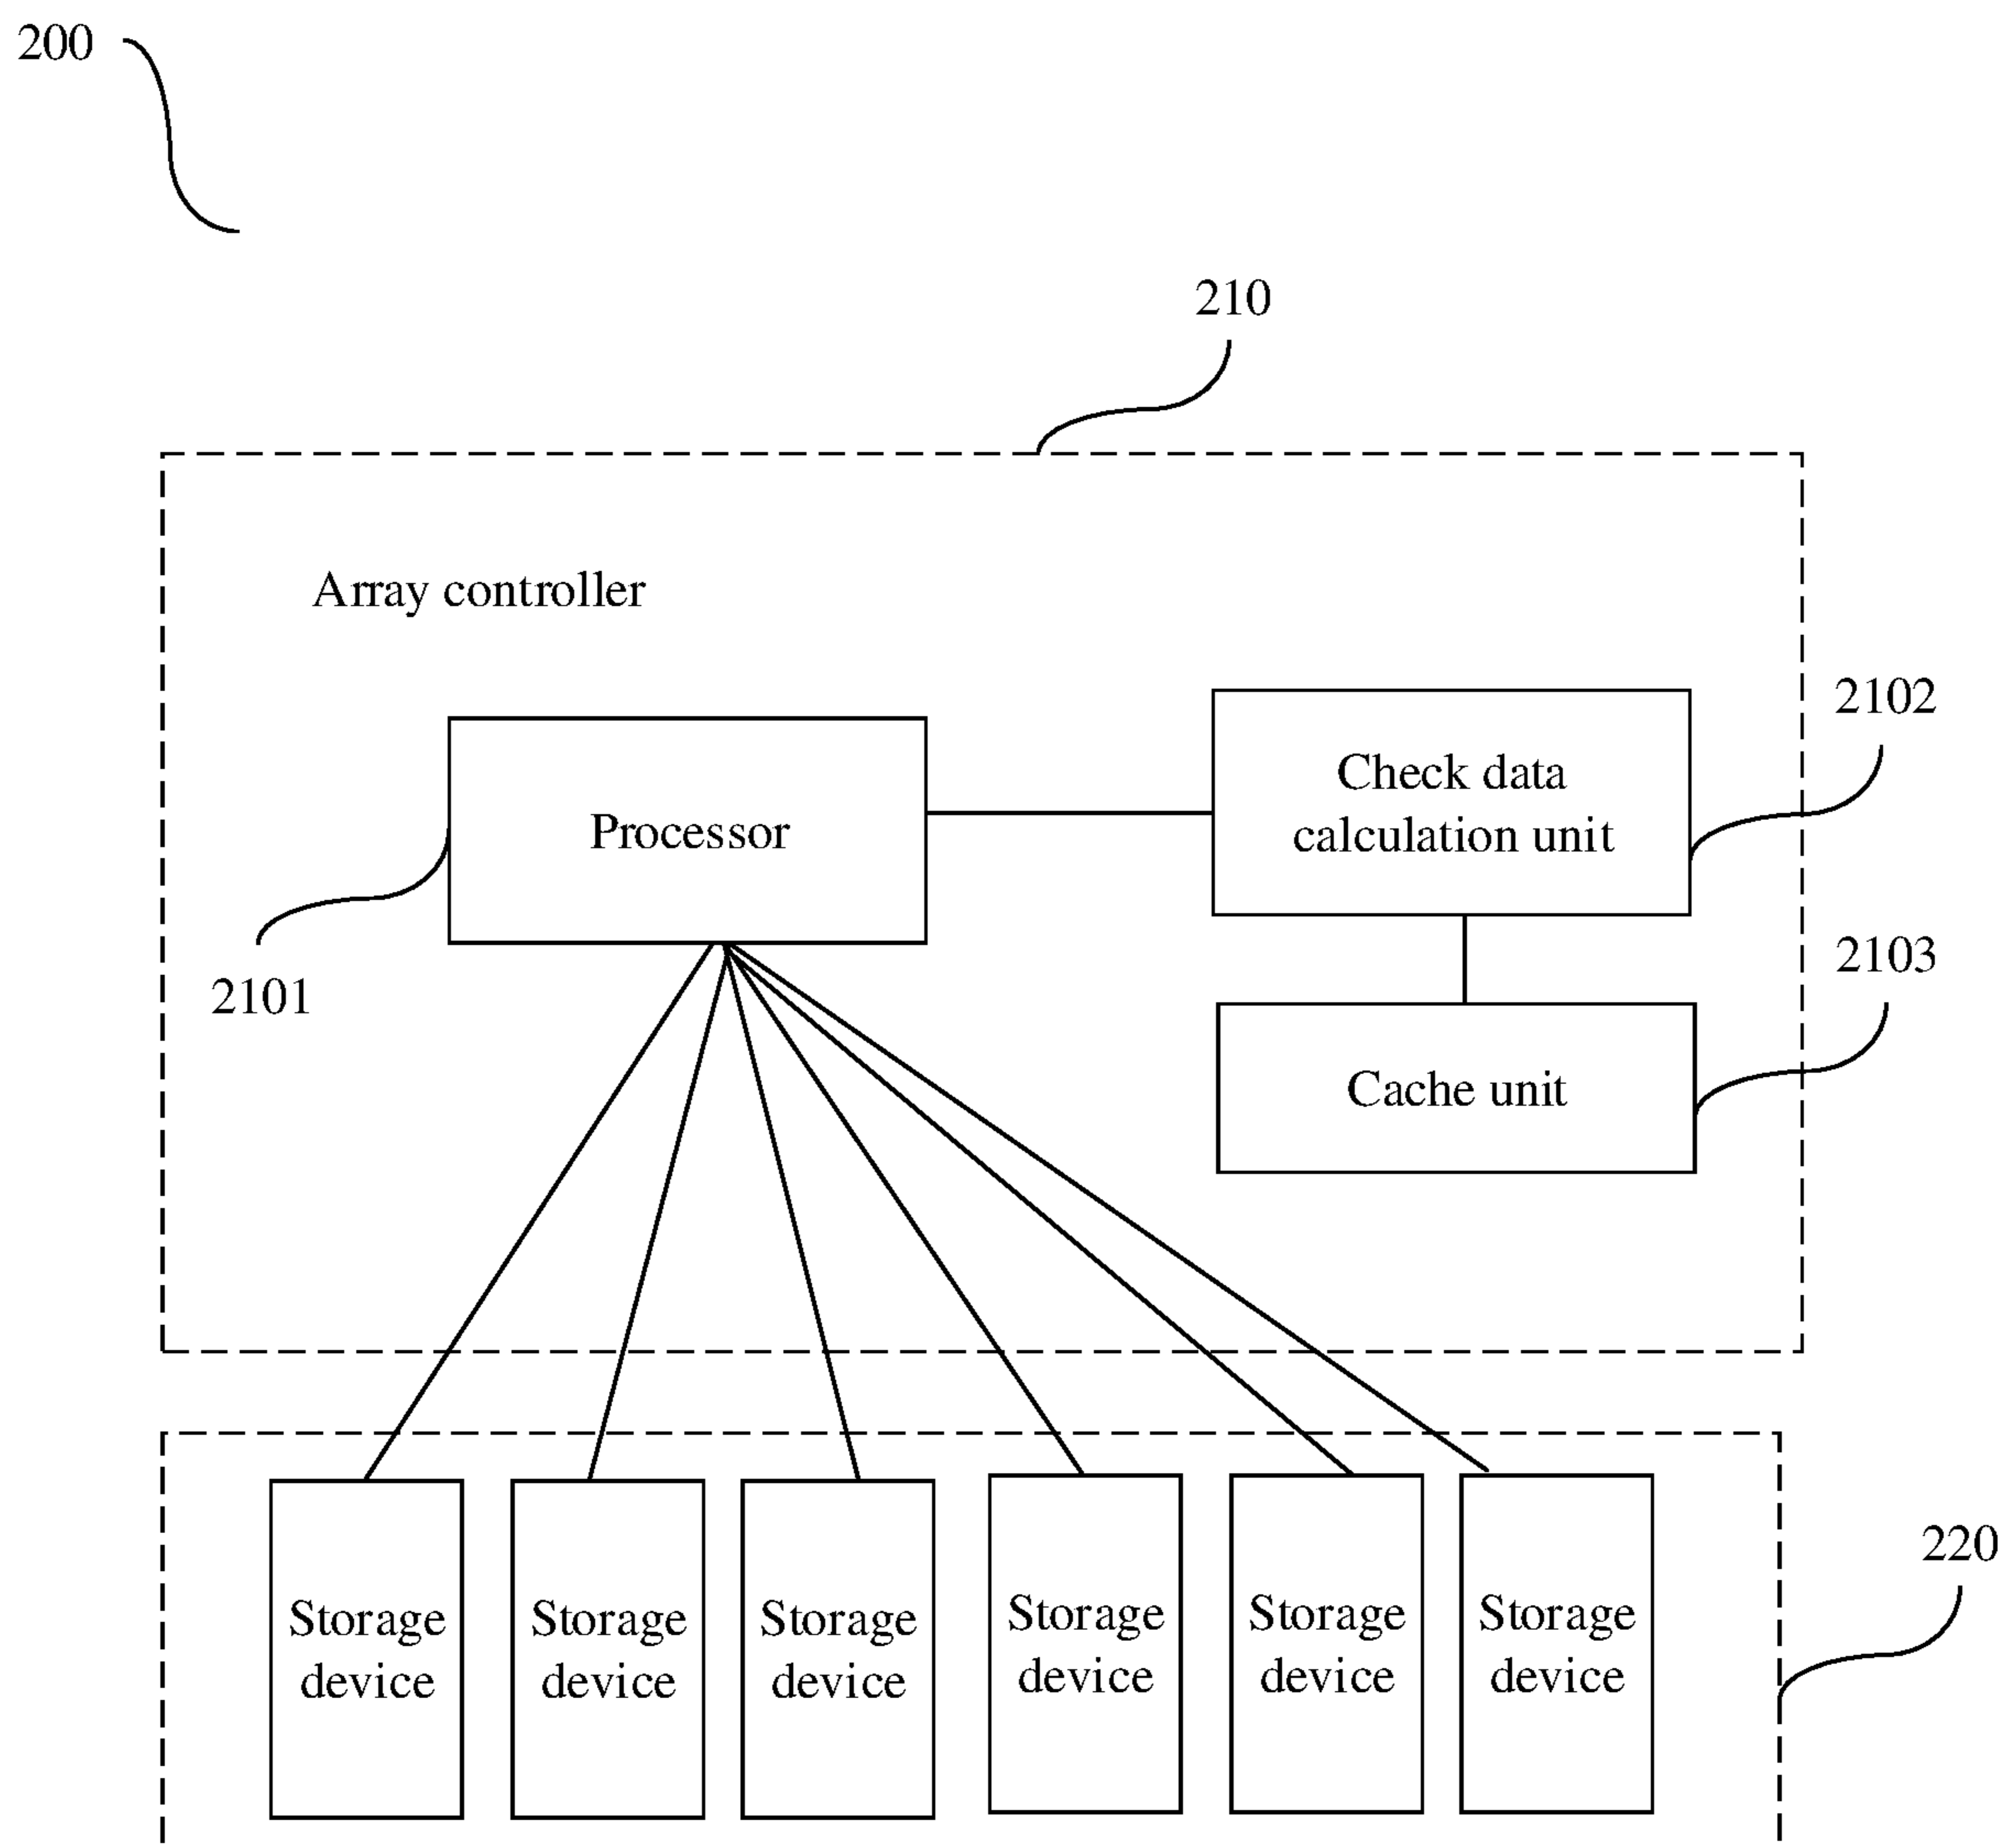 200
210
Array controller
2102
Check data
calculation unit
Processor
2103
2101
Cache unit
220
Storage
device
Storage
device
Storage
device
Storage
device
Storage
device
Storage
device